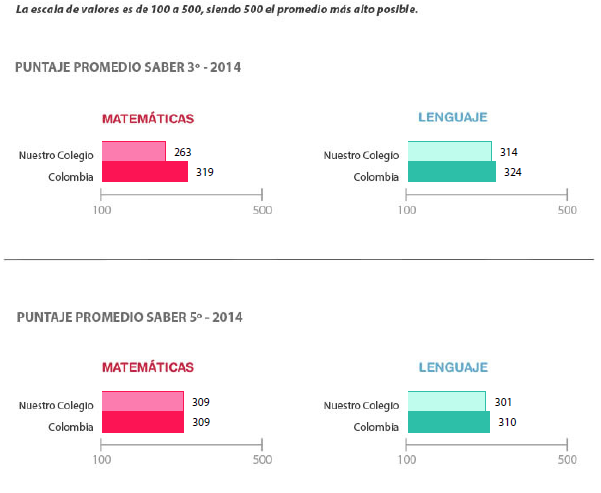 La escala de valores es de 100 a 500, siendo 500 el promedio más alto posible.
PUNTAJE PROMEDIO SABER 3º - 2014
MATEMÁTICAS
Nuestro Colegio 263
Colombia 319
100 500
LENGUAJE
Nuestro Colegio 314
Colombia 324
100 500
PUNTAJE PROMEDIO SABER 5º - 2014
MATEMÁTICAS
Nuestro Colegio 309
Colombia 309
100 500
LENGUAJE
Nuestro Colegio 301
Colombia 310
100 500